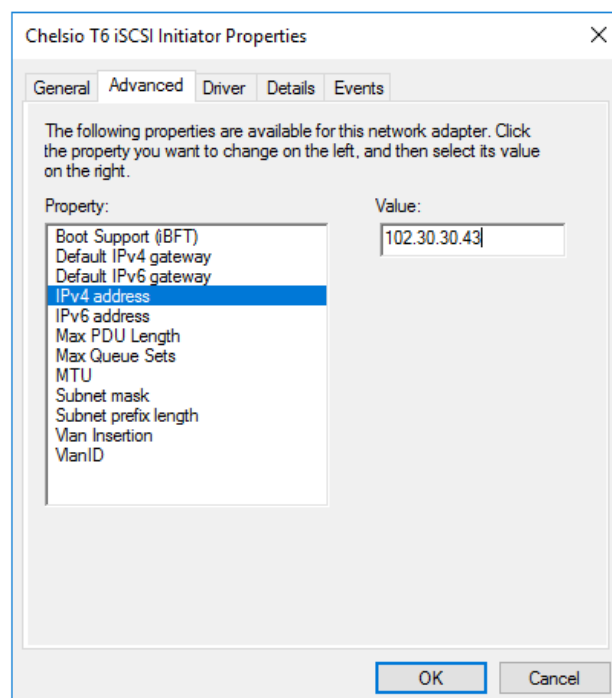 Chelsio T6 iSCSI Initiator Properties
General Advanced Driver Details Events
The following properties are available for this network adapter. Click
the property you want to change on the left, and then select its value
on the right.
Property: Value:
Boot Support (iBFT) 102.30.30.43
Default IPv4 gateway
Default IPv6 gateway
IPv4 address
IPv6 address
Max PDU Length
Max Queue Sets
MTU
Subnet mask
Subnet prefix length
Vlan Insertion
VlanID
OK Cancel